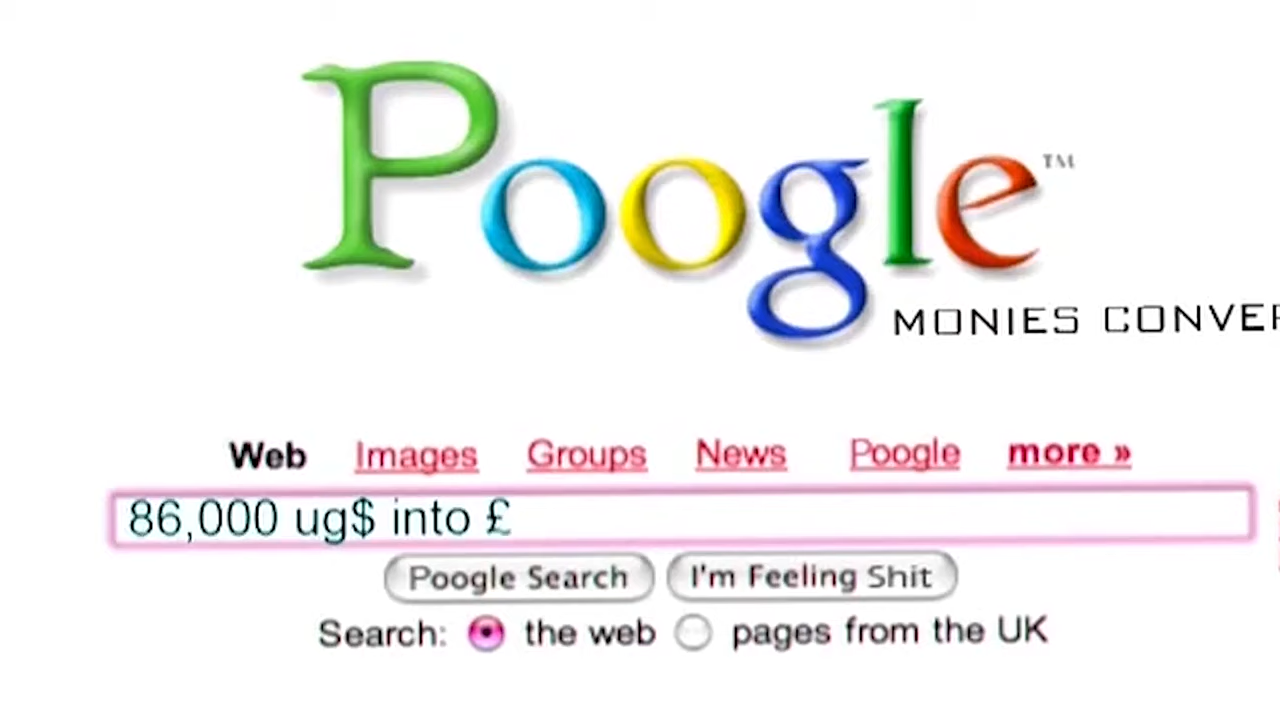 Poogle™
MONIES CONVER
Web Images Groups News Poogle more »
86,000 ug$ into £
Poogle Search I'm Feeling Shit
Search: the web pages from the UK